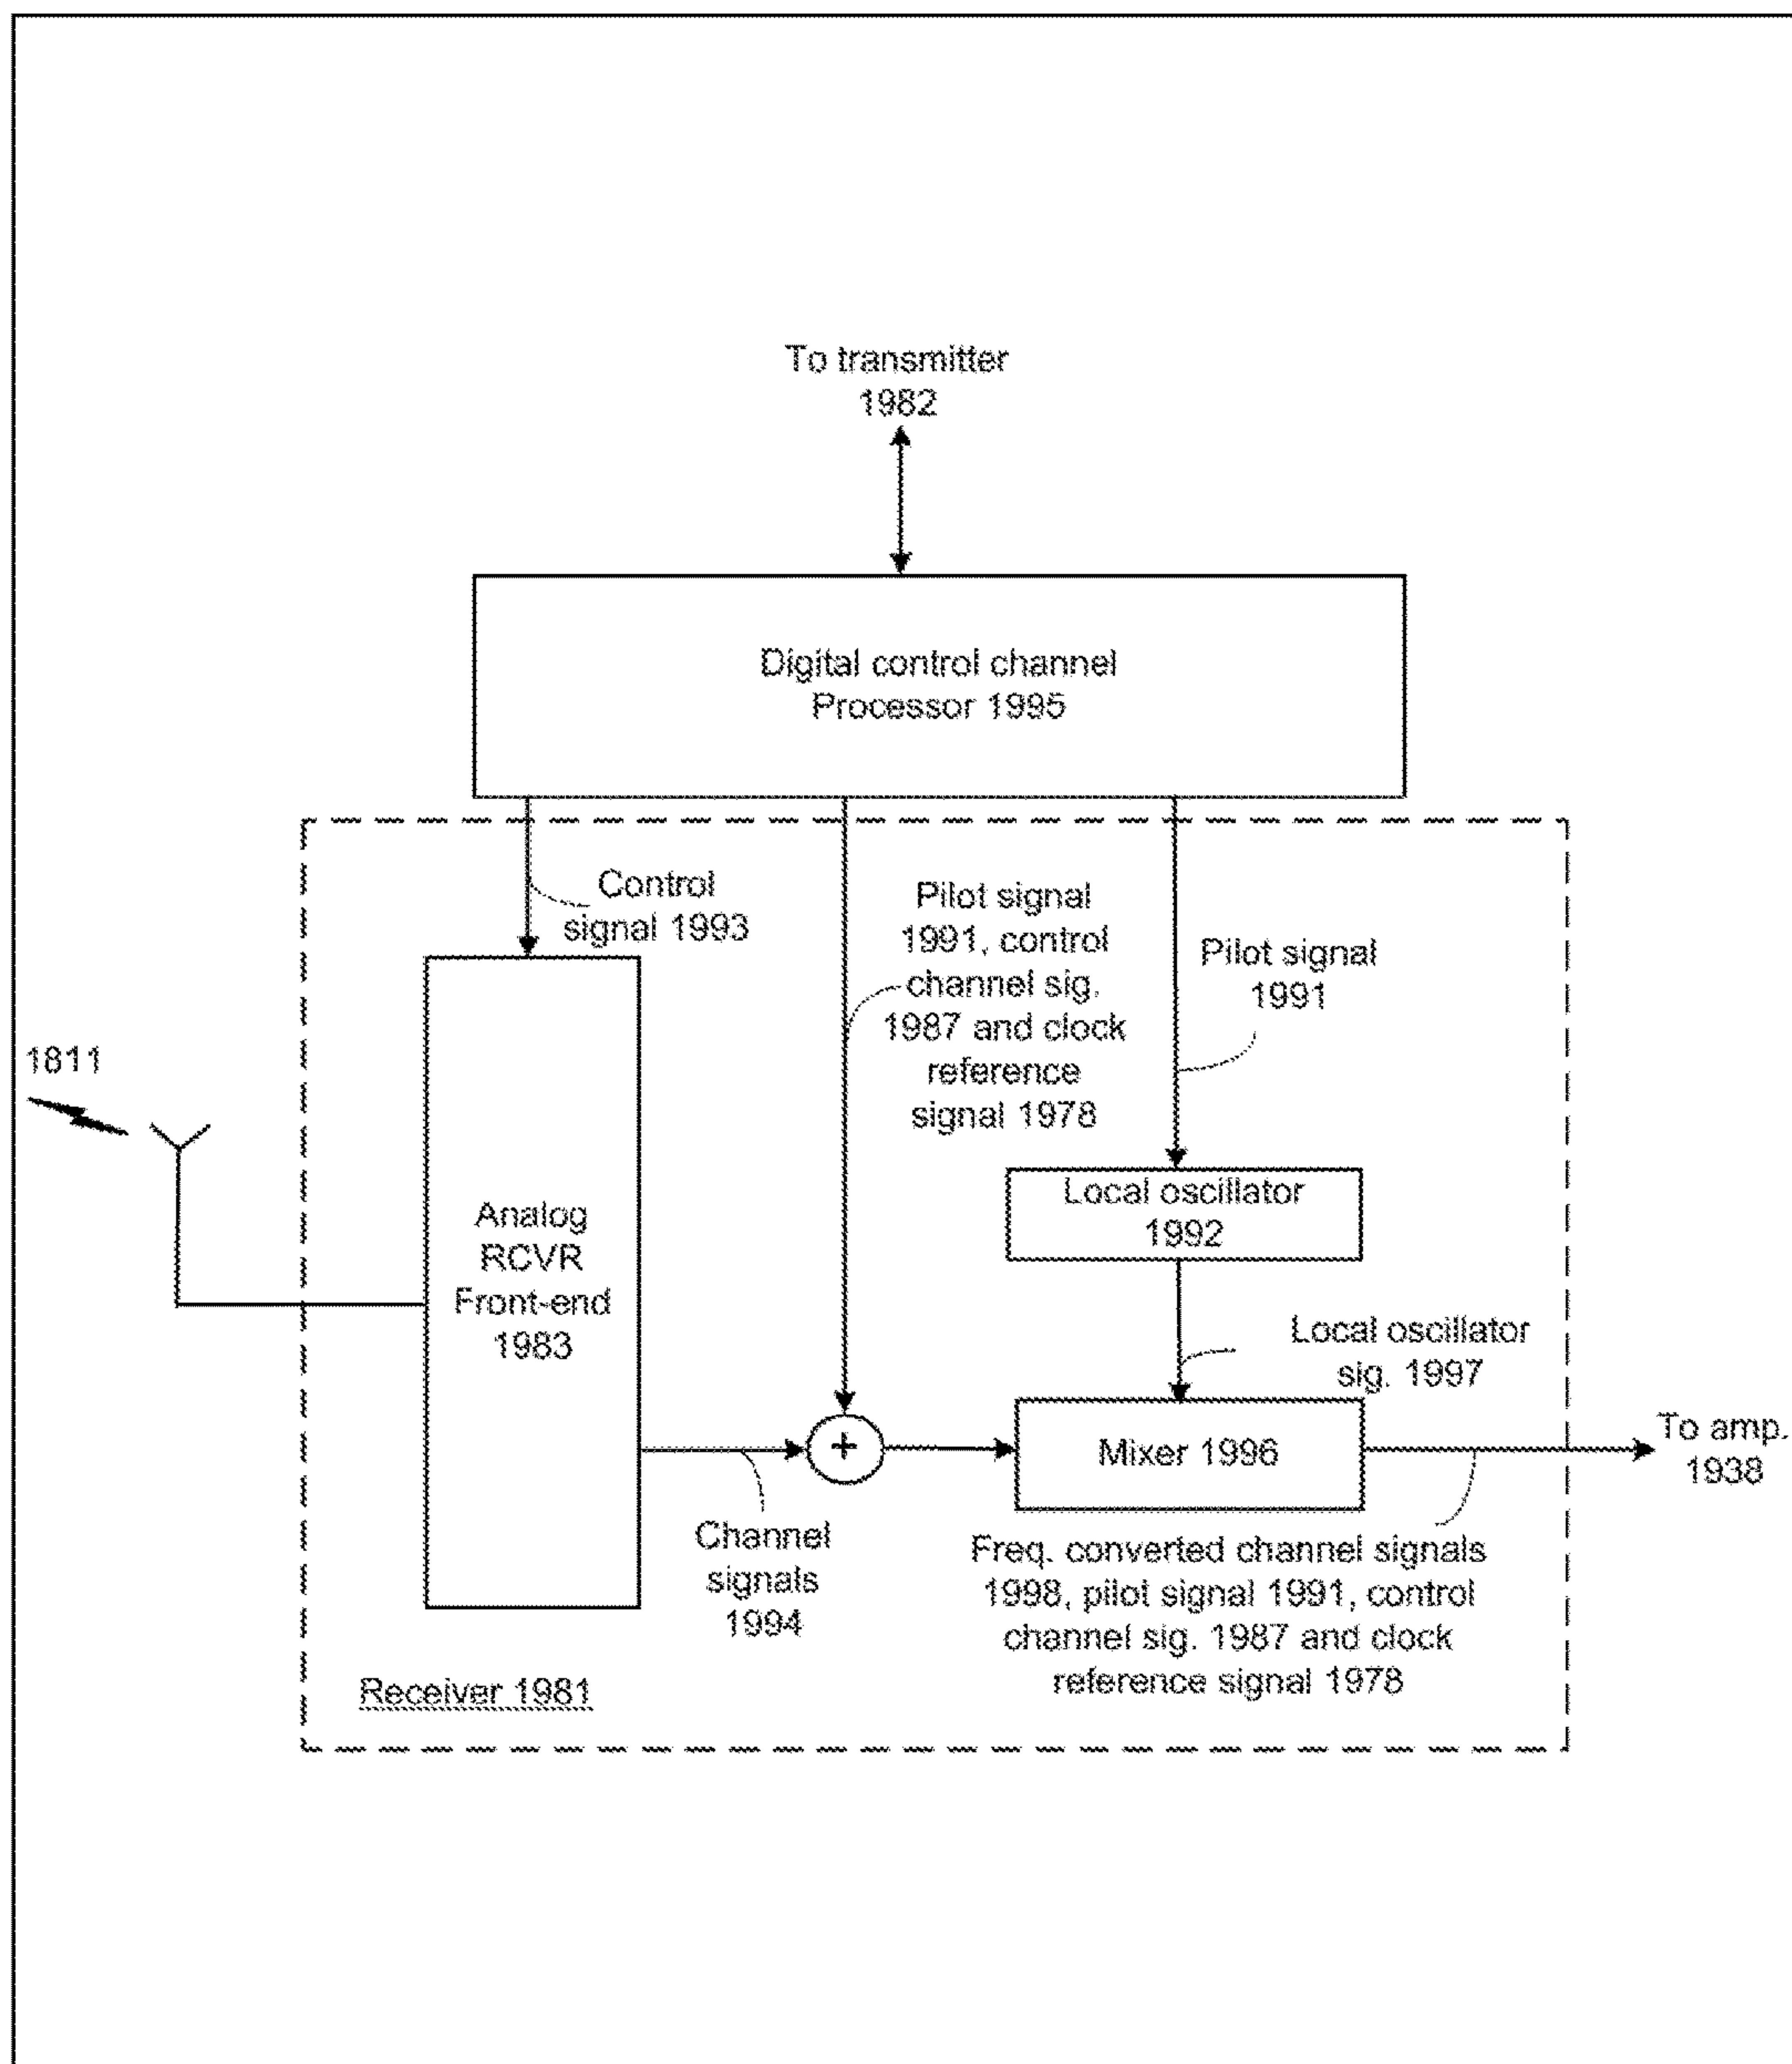 To transmitter
1982
Digital control channel
Processor 1995
Control
signal 1993
Pilot signal
1991, control
channel sig.
1987 and clock
reference
signal 1978
Pilot signal
1991
1811
Analog
RCVR
Front-end
1983
Local oscillator
1992
Local oscillator
sig. 1997
+
Mixer 1996
To amp.
1938
Channel
signals
1994
Freq. converted channel signals
1998, pilot signal 1991, control
channel sig. 1987 and clock
reference signal 1978
Receiver 1981